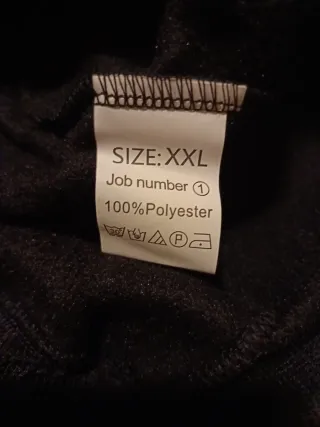 SIZE:XXL
Job number ①
100%Polyester